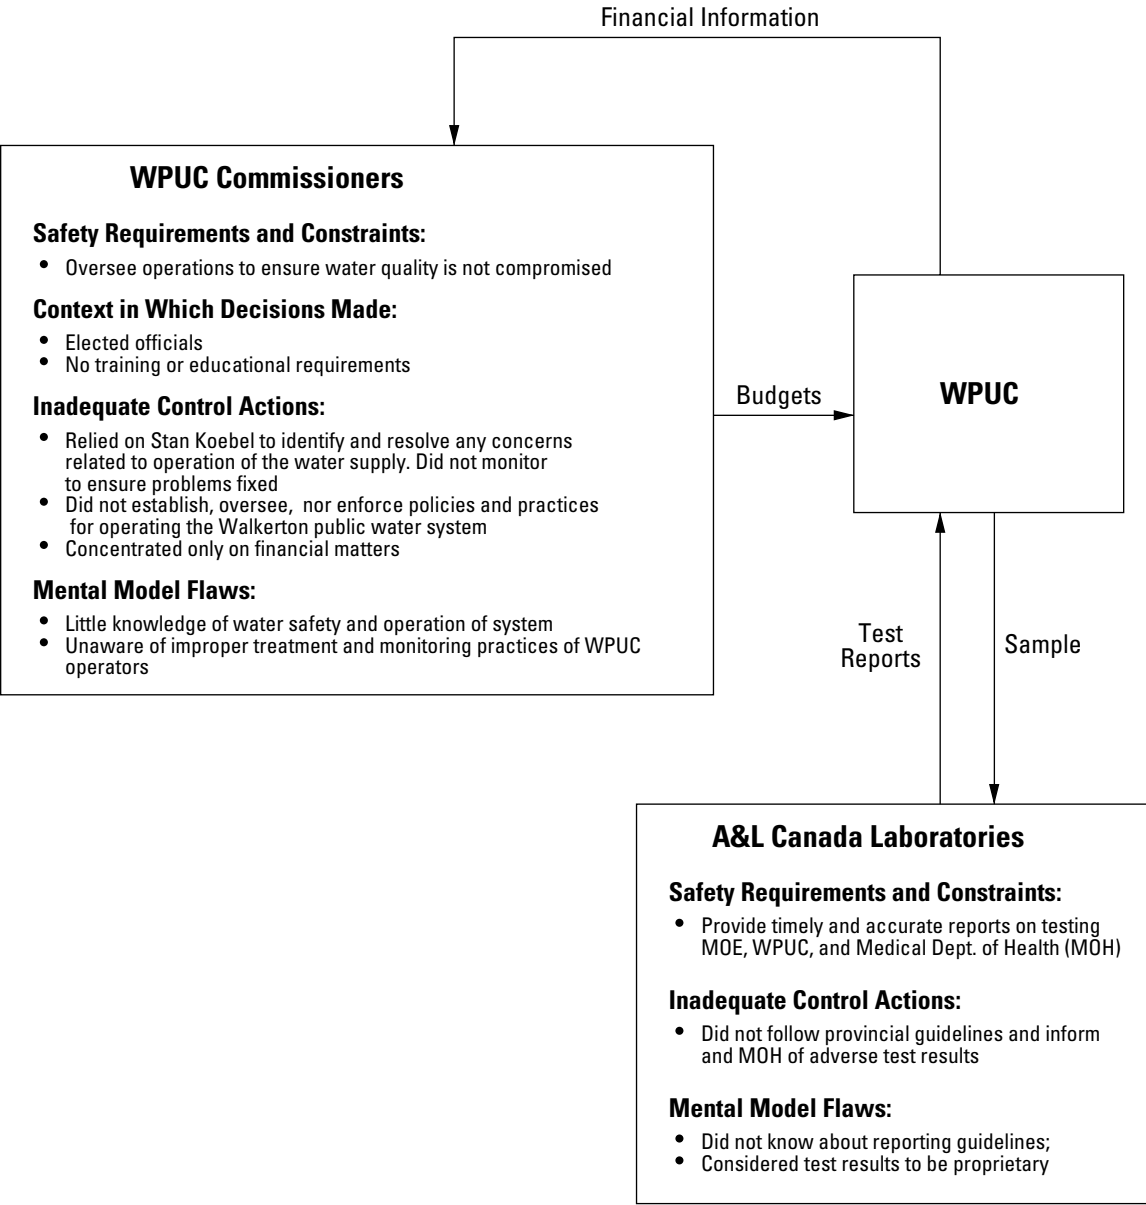 Financial Information
WPUC Commissioners
Safety Requirements and Constraints:
• Oversee operations to ensure water quality is not compromised
Context in Which Decisions Made:
• Elected officials
• No training or educational requirements
Inadequate Control Actions:
• Relied on Stan Koebel to identify and resolve any concerns
related to operation of the water supply. Did not monitor
to ensure problems fixed
• Did not establish, oversee, nor enforce policies and practices
for operating the Walkerton public water system
• Concentrated only on financial matters
Mental Model Flaws:
• Little knowledge of water safety and operation of system
• Unaware of improper treatment and monitoring practices of WPUC
operators
Budgets
WPUC
Test
Reports
Sample
A&L Canada Laboratories
Safety Requirements and Constraints:
• Provide timely and accurate reports on testing
MOE, WPUC, and Medical Dept. of Health (MOH)
Inadequate Control Actions:
• Did not follow provincial guidelines and inform
and MOH of adverse test results
Mental Model Flaws:
• Did not know about reporting guidelines;
• Considered test results to be proprietary